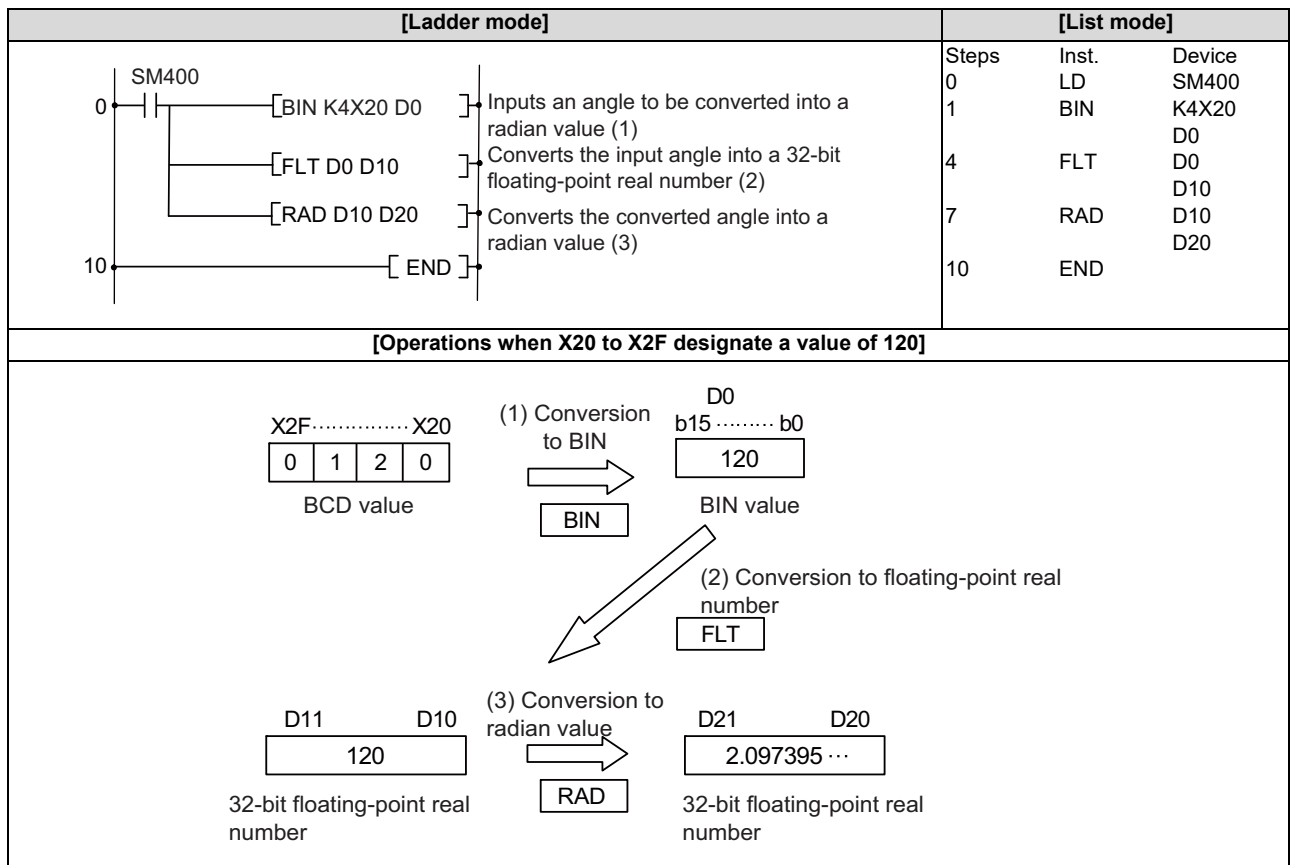 [Ladder mode]
[List mode]
SM400
0
BIN K4X20 D0
Inputs an angle to be converted into a
radian value (1)
FLT D0 D10
Converts the input angle into a 32-bit
floating-point real number (2)
RAD D10 D20
Converts the converted angle into a
radian value (3)
10
END
Steps Inst. Device
0 LD SM400
1 BIN K4X20
D0
4 FLT D0
D10
7 RAD D10
D20
10 END
[Operations when X20 to X2F designate a value of 120]
X2F·············· X20
0 1 2 0
BCD value
(1) Conversion
to BIN
BIN
D0
b15 ········· b0
120
BIN value
(2) Conversion to floating-point real
number
FLT
D11 D10
120
32-bit floating-point real
number
(3) Conversion to
radian value
RAD
D21 D20
2.097395 ···
32-bit floating-point real
number